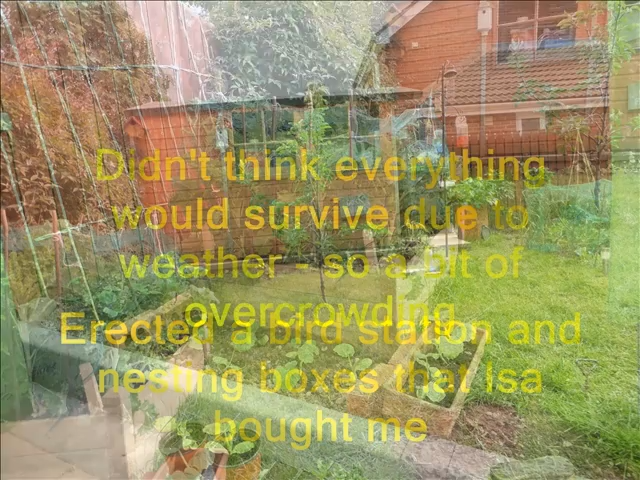 Didn't think everything
would survive due to
weather - so a bit of
overcrowding
Erected a bird station and
nesting boxes that Isa
bought me